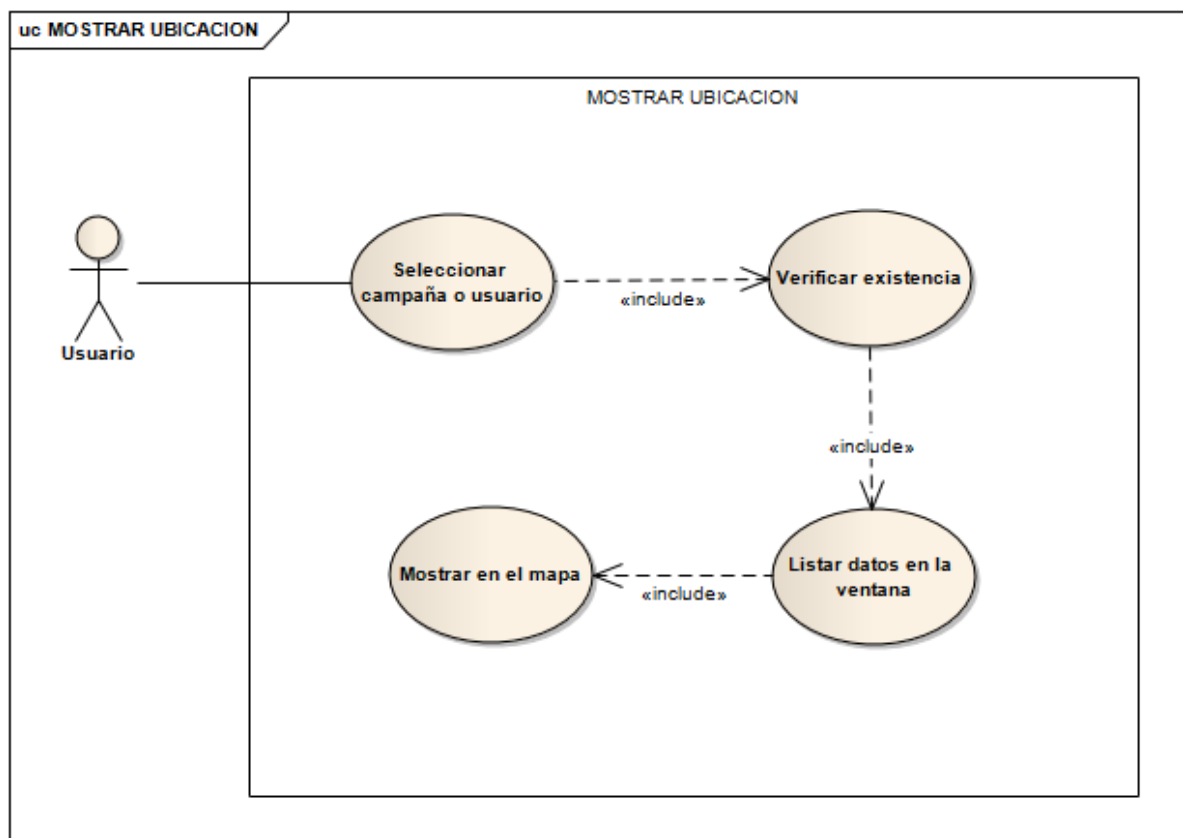 uc MOSTRAR UBICACION
MOSTRAR UBICACION
Usuario
Seleccionar
campaña o usuario
«include»
Verificar existencia
«include»
Listar datos en la
ventana
«include»
Mostrar en el mapa